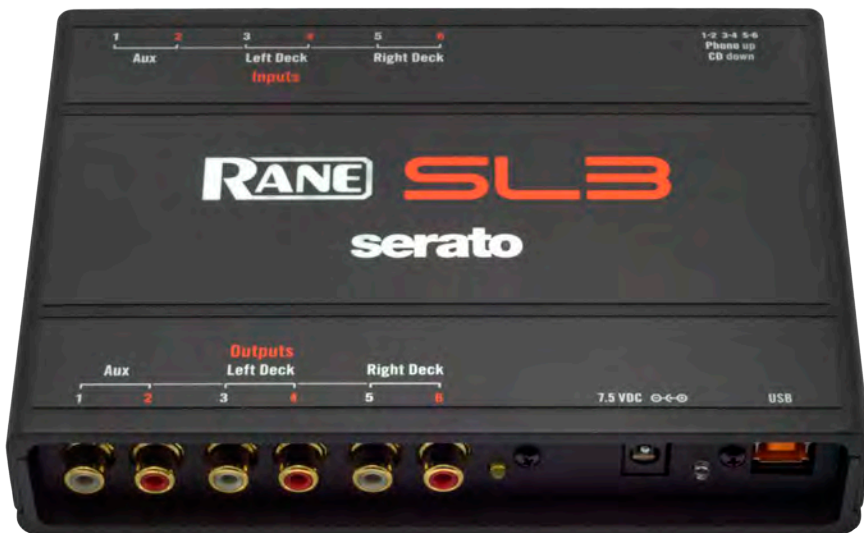 1 2 3 4 5 6
Aux Left Deck Right Deck
Inputs
1-2 3-4 5-6
Phono up
CD down
RANE SL3
serato
Outputs
Aux Left Deck Right Deck
1 2 3 4 5 6
7.5 VDC
USB